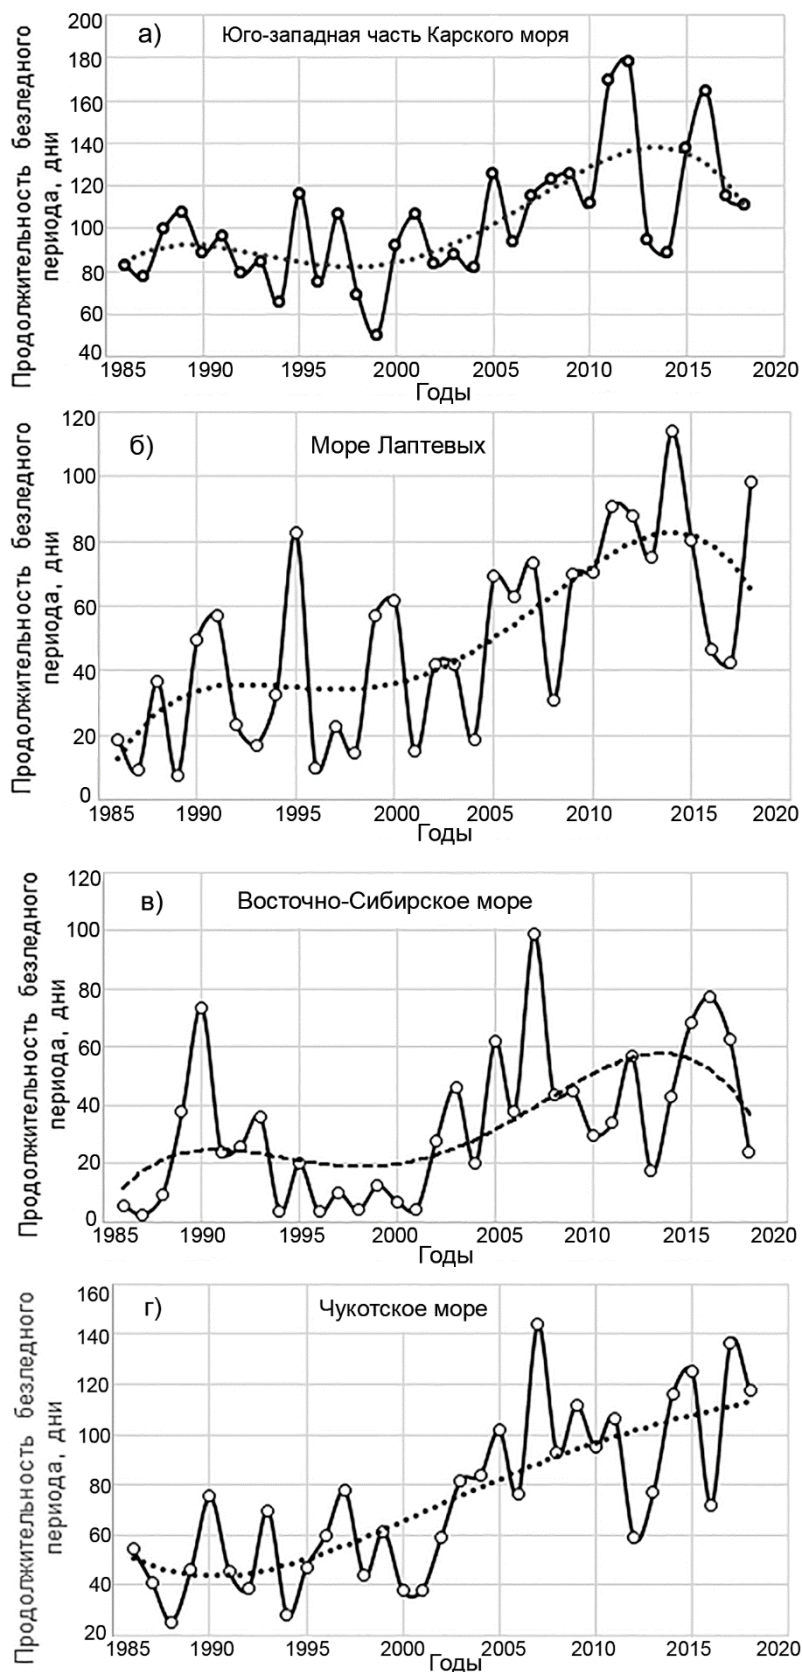 а)
Юго-западная часть Карского моря
Продолжительность безледного
периода, дни
200
180
160
140
120
100
80
60
40
1985 1990 1995 2000 2005 2010 2015 2020
Годы
б)
Море Лаптевых
Продолжительность безледного
периода, дни
120
100
80
60
40
20
0
1985 1990 1995 2000 2005 2010 2015 2020
Годы
в)
Восточно-Сибирское море
Продолжительность безледного
периода, дни
120
100
80
60
40
20
0
1985 1990 1995 2000 2005 2010 2015 2020
Годы
г)
Чукотское море
Продолжительность безледного
периода, дни
160
140
120
100
80
60
40
20
1985 1990 1995 2000 2005 2010 2015 2020
Годы